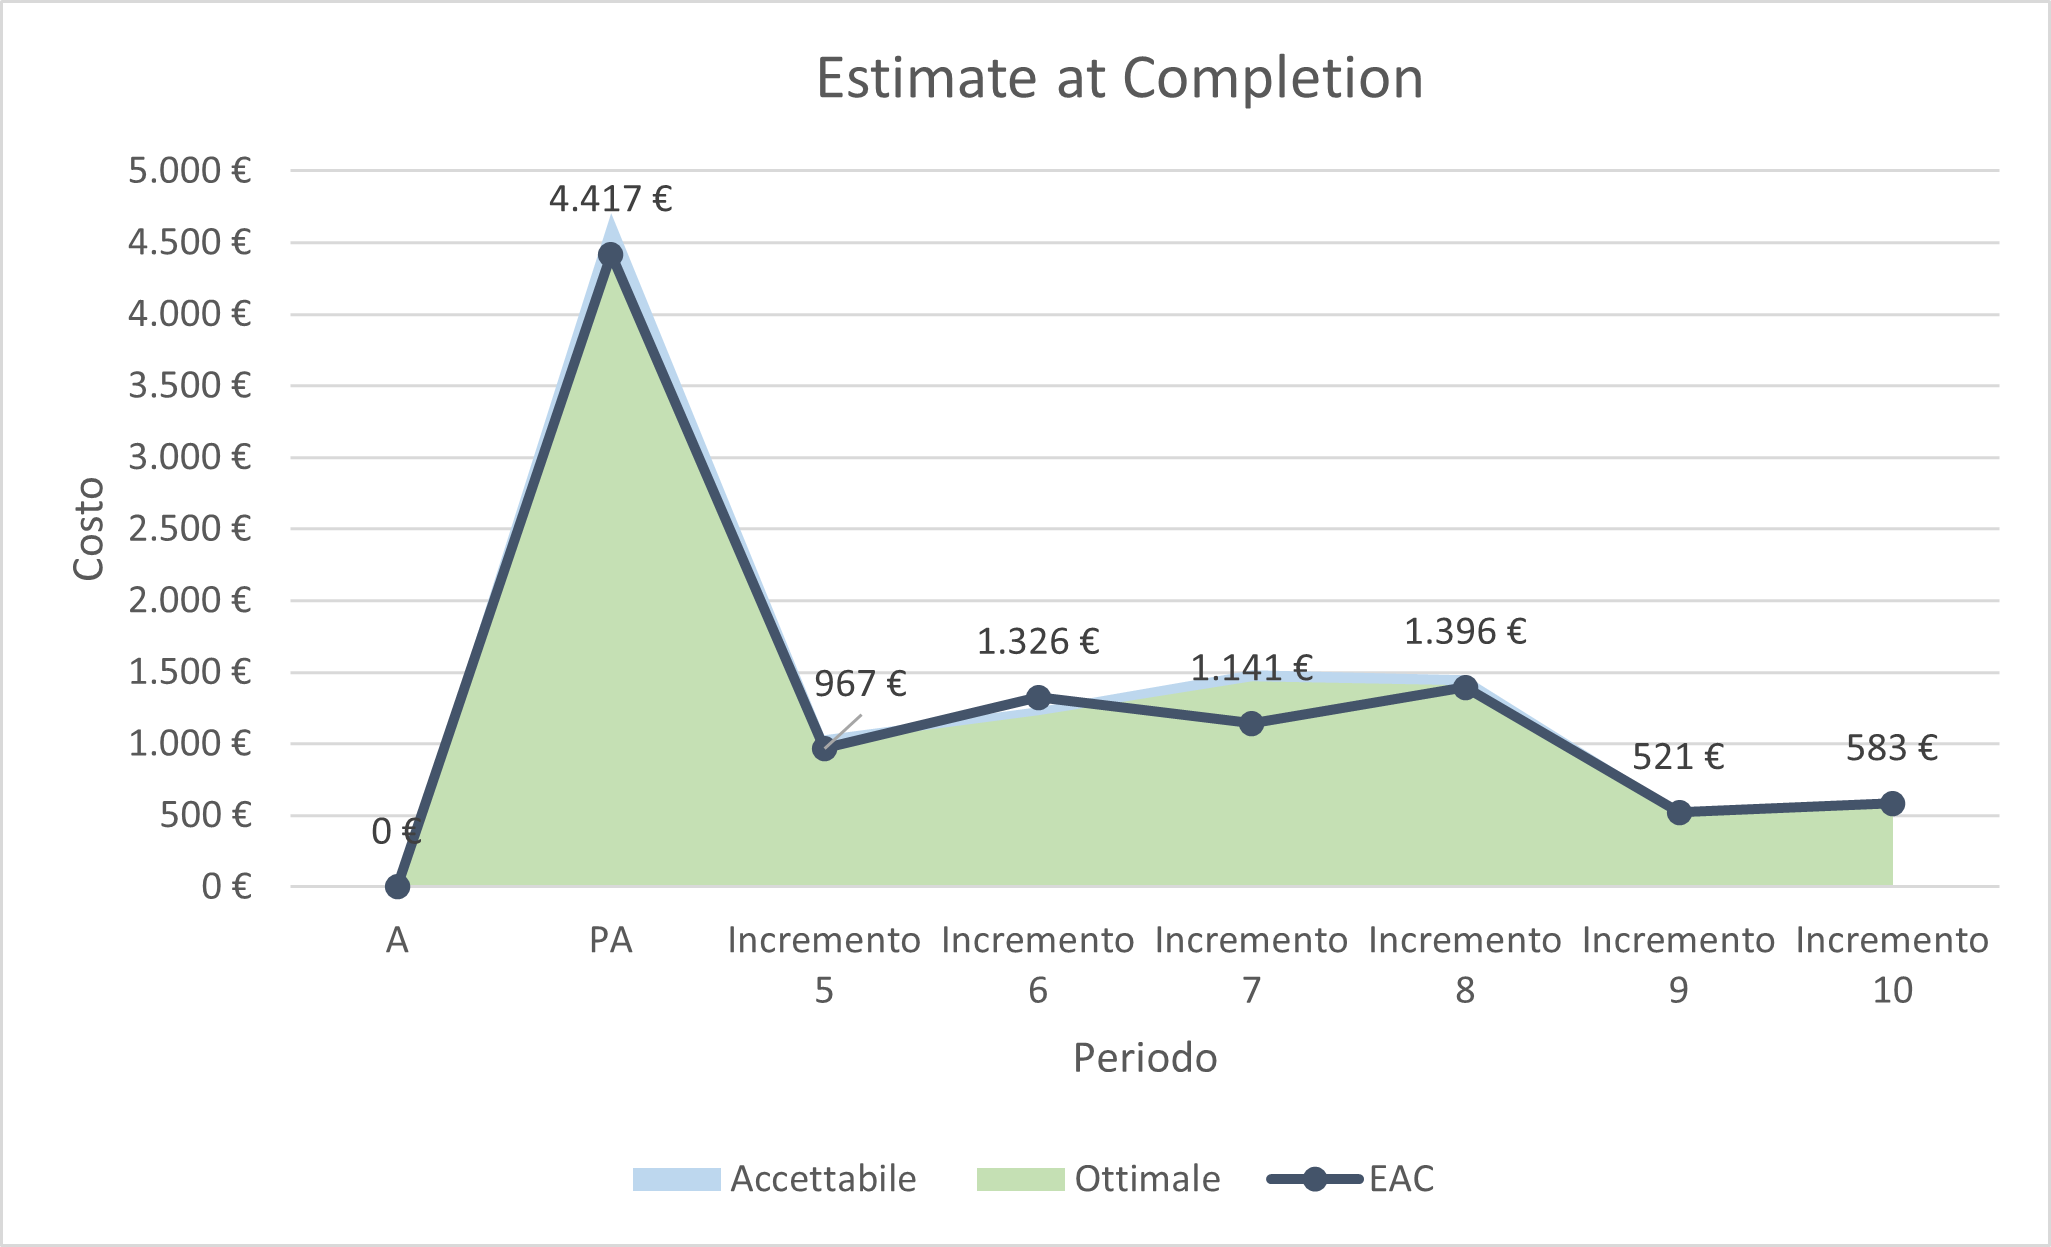 Estimate at Completion
5.000 €
4.500 €
4.000 €
3.500 €
3.000 €
2.500 €
2.000 €
1.500 €
1.000 €
500 €
0 €
Costo
0 €
4.417 €
967 €
1.326 €
1.141 €
1.396 €
521 €
583 €
A
PA
Incremento
5
Incremento
6
Incremento
7
Incremento
8
Incremento
9
Incremento
10
Periodo
Accettabile
Ottimale
EAC